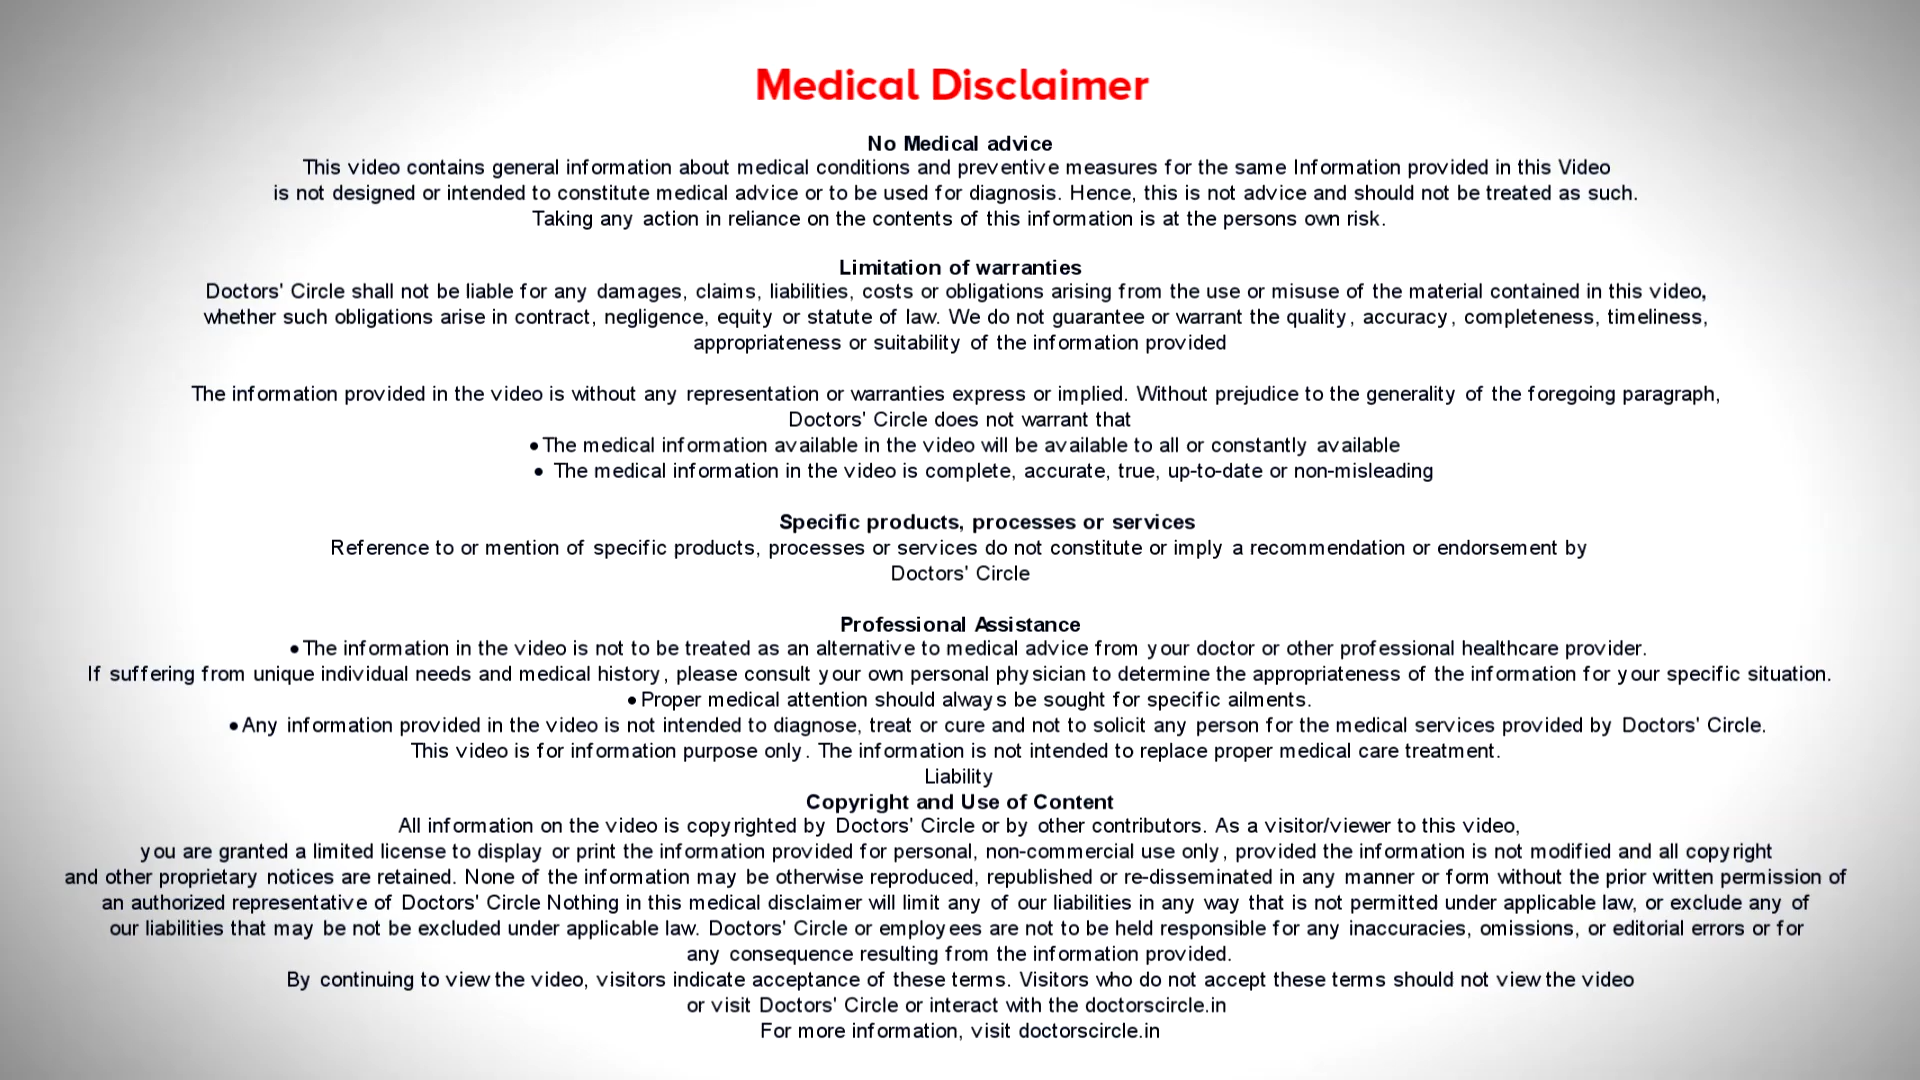 Medical Disclaimer
No Medical advice
This video contains general information about medical conditions and preventive measures for the same Information provided in this Video
is not designed or intended to constitute medical advice or to be used for diagnosis. Hence, this is not advice and should not be treated as such.
Taking any action in reliance on the contents of this information is at the persons own risk.
Limitation of warranties
Doctors' Circle shall not be liable for any damages, claims, liabilities, costs or obligations arising from the use or misuse of the material contained in this video,
whether such obligations arise in contract, negligence, equity or statute of law. We do not guarantee or warrant the quality, accuracy, completeness, timeliness,
appropriateness or suitability of the information provided
The information provided in the video is without any representation or warranties express or implied. Without prejudice to the generality of the foregoing paragraph,
Doctors' Circle does not warrant that
•The medical information available in the video will be available to all or constantly available
• The medical information in the video is complete, accurate, true, up-to-date or non-misleading
Specific products, processes or services
Reference to or mention of specific products, processes or services do not constitute or imply a recommendation or endorsement by
Doctors' Circle
Professional Assistance
•The information in the video is not to be treated as an alternative to medical advice from your doctor or other professional healthcare provider.
If suffering from unique individual needs and medical history, please consult your own personal physician to determine the appropriateness of the information for your specific situation.
•Proper medical attention should always be sought for specific ailments.
•Any information provided in the video is not intended to diagnose, treat or cure and not to solicit any person for the medical services provided by Doctors' Circle.
This video is for information purpose only. The information is not intended to replace proper medical care treatment.
Liability
Copyright and Use of Content
All information on the video is copyrighted by Doctors' Circle or by other contributors. As a visitor/viewer to this video,
you are granted a limited license to display or print the information provided for personal, non-commercial use only, provided the information is not modified and all copyright
and other proprietary notices are retained. None of the information may be otherwise reproduced, republished or re-disseminated in any manner or form without the prior written permission of
an authorized representative of Doctors' Circle Nothing in this medical disclaimer will limit any of our liabilities in any way that is not permitted under applicable law, or exclude any of
our liabilities that may be not be excluded under applicable law. Doctors' Circle or employees are not to be held responsible for any inaccuracies, omissions, or editorial errors or for
any consequence resulting from the information provided.
By continuing to view the video, visitors indicate acceptance of these terms. Visitors who do not accept these terms should not view the video
or visit Doctors' Circle or interact with the doctorscircle.in
For more information, visit doctorscircle.in